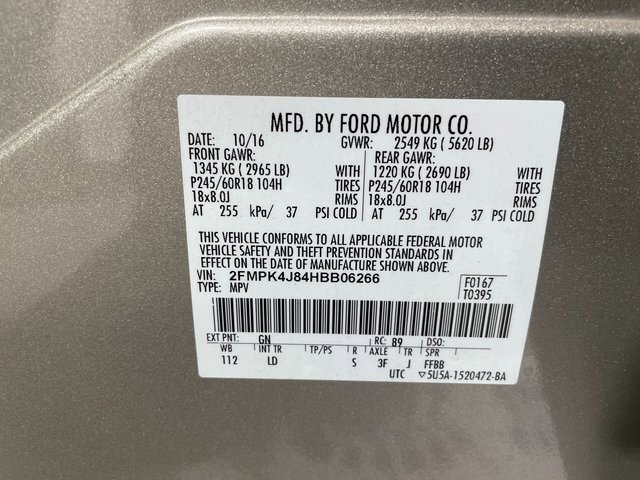 MFD. BY FORD MOTOR CO.
DATE: 10/16 GVWR: 2549 KG ( 5620 LB)
FRONT GAWR: REAR GAWR:
1345 KG ( 2965 LB) WITH 1220 KG ( 2690 LB) WITH
P245/60R18 104H TIRES P245/60R18 104H TIRES
18x8.0J RIMS 18x8.0J RIMS
AT 255 kPa/ 37 PSI COLD AT 255 kPa/ 37 PSI COLD
THIS VEHICLE CONFORMS TO ALL APPLICABLE FEDERAL MOTOR
VEHICLE SAFETY AND THEFT PREVENTION STANDARDS IN
EFFECT ON THE DATE OF MANUFACTURE SHOWN ABOVE.
VIN: 2FMPK4J84HBB06266 F0167
TYPE: MPV T0395
EXT PNT: GN RC: 89 DSO:
WB INT TR TP/PS R AXLE TR SPR
112 LD S 3F J FFBB
UTC ▽5U5A-1520472-BA